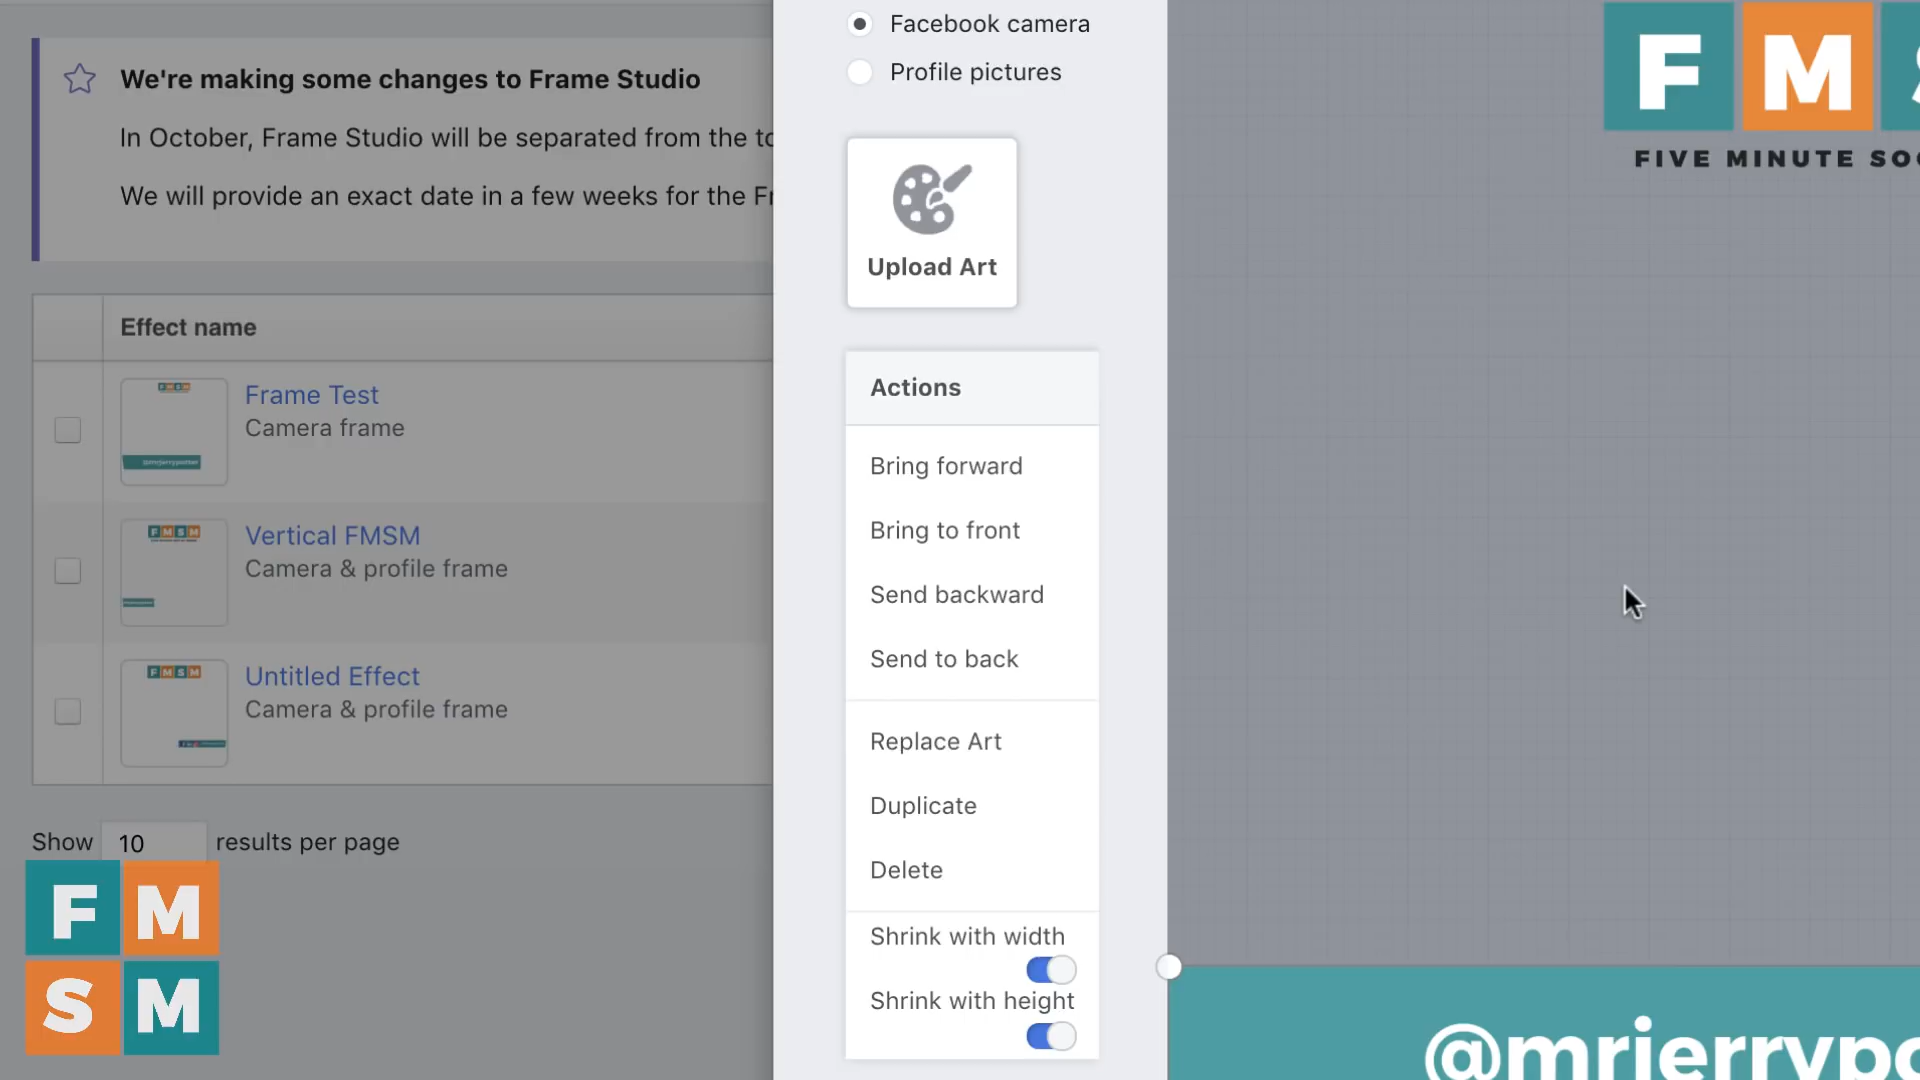 We're making some changes to Frame Studio
In October, Frame Studio will be separated from the
We will provide an exact date in a few weeks for the
Effect name
Frame Test
Camera frame
@mrjerrypotter
FMSM
Vertical FMSM
Camera & profile frame
FMSM
Untitled Effect
Camera & profile frame
Show 10 results per page
F M
S M
Facebook camera
Profile pictures
Upload Art
Actions
Bring forward
Bring to front
Send backward
Send to back
Replace Art
Duplicate
Delete
Shrink with width
Shrink with height
F M
FIVE MINUTE
@mrjerrypo